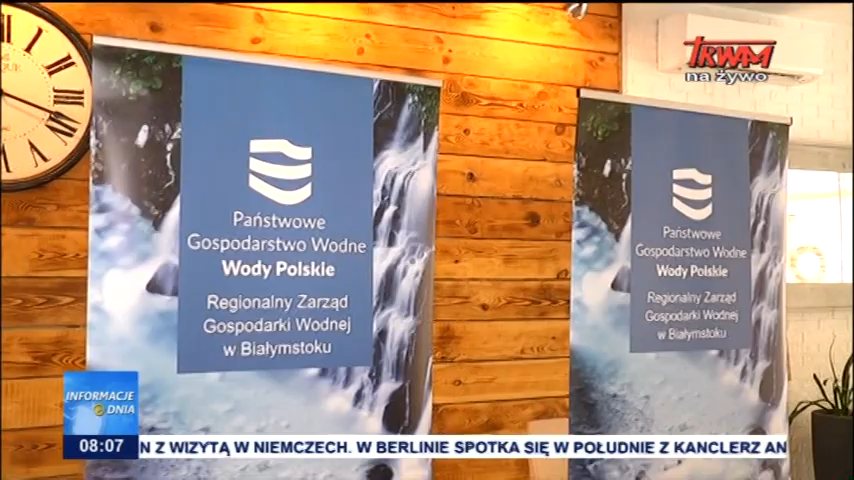 TRWAM
na żywo
Państwowe
Gospodarstwo Wodne
Wody Polskie
Regionalny Zarząd
Gospodarki Wodnej
w Białymstoku
Państwowe
Gospodarstwo Wodne
Wody Polskie
Regionalny Zarząd
Gospodarki Wodnej
w Białymstoku
INFORMACJE
DNIA
08:07
N Z WIZYTĄ W NIEMCZECH. W BERLINIE SPOTKA SIĘ W POŁUDNIE Z KANCLERZ AN